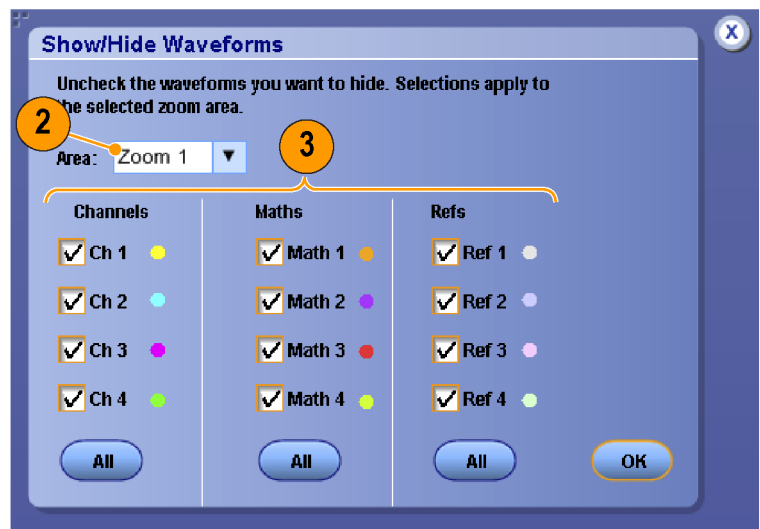 Show/Hide Waveforms
X
Uncheck the waveforms you want to hide. Selections apply to
the selected zoom area.
2
3
Area: Zoom 1
Channels Maths Refs
Ch 1 Math 1 Ref 1
Ch 2 Math 2 Ref 2
Ch 3 Math 3 Ref 3
Ch 4 Math 4 Ref 4
All All All OK